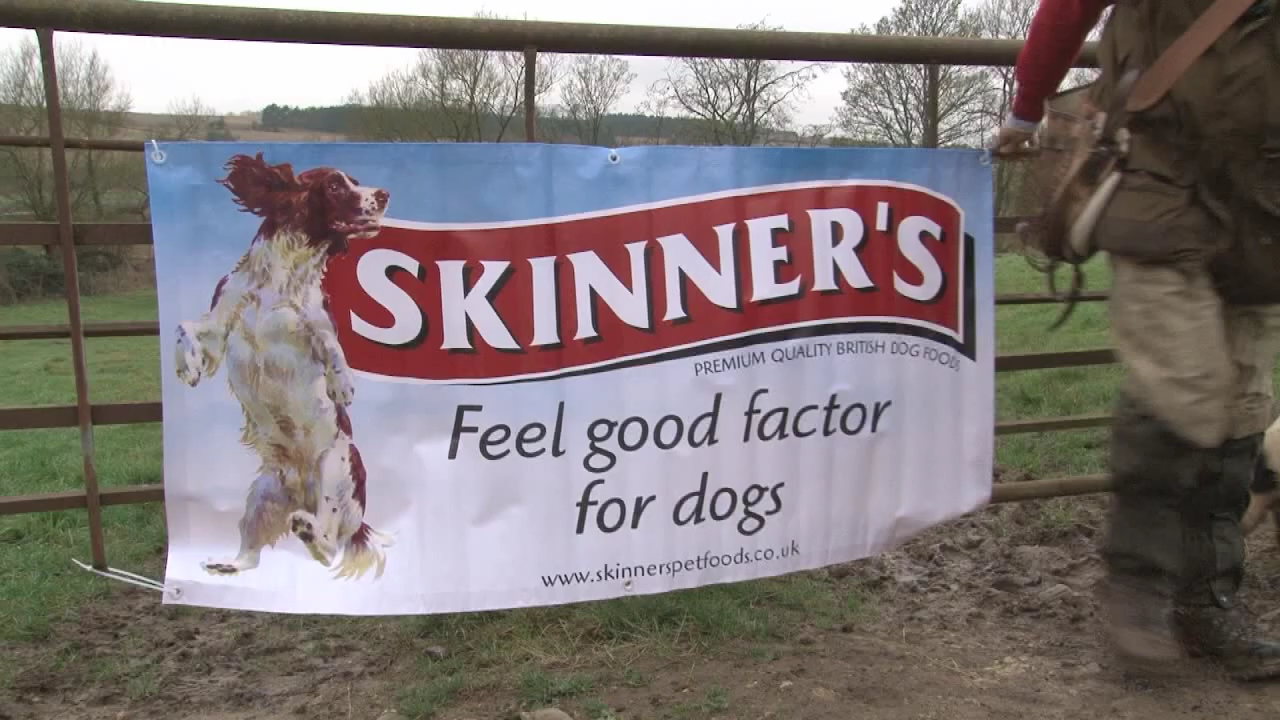 SKINNER'S
PREMIUM QUALITY BRITISH DOG FOODS
Feel good factor
for dogs
www.skinnerspetfoods.co.uk